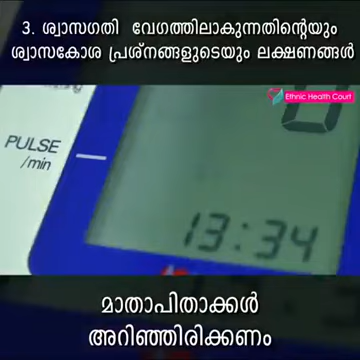 3. ശ്വാസഗതി വേഗത്തിലാകുന്നതിന്റെയും
ശ്വാസകോശ പ്രശ്നങ്ങളുടെയും ലക്ഷണങ്ങൾ
Ethnic Health Court
PULSE
/min
13:34
മാതാപിതാക്കൾ
അറിഞ്ഞിരിക്കണം